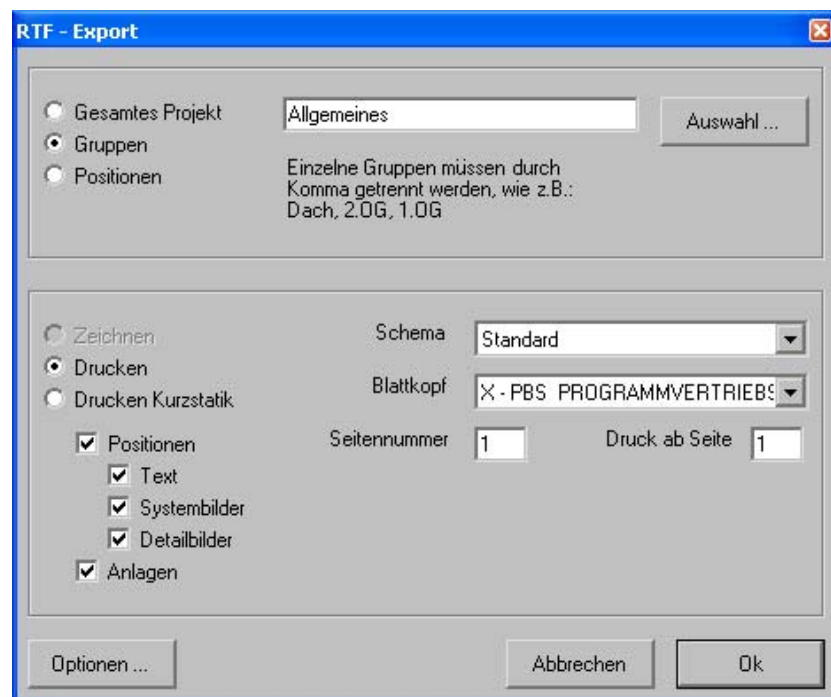 RTF - Export
Gesamtes Projekt
Allgemeines
Auswahl ...
Gruppen
Positionen
Einzelne Gruppen müssen durch
Komma getrennt werden, wie z.B.:
Dach, 2.OG, 1.OG
Zeichnen
Schema
Standard
Drucken
Drucken Kurzstatik
Blattkopf
X - PBS PROGRAMMVERTRIEBS
Positionen
Seitennummer
1
Druck ab Seite
1
Text
Systembilder
Detailbilder
Anlagen
Optionen ...
Abbrechen
Ok